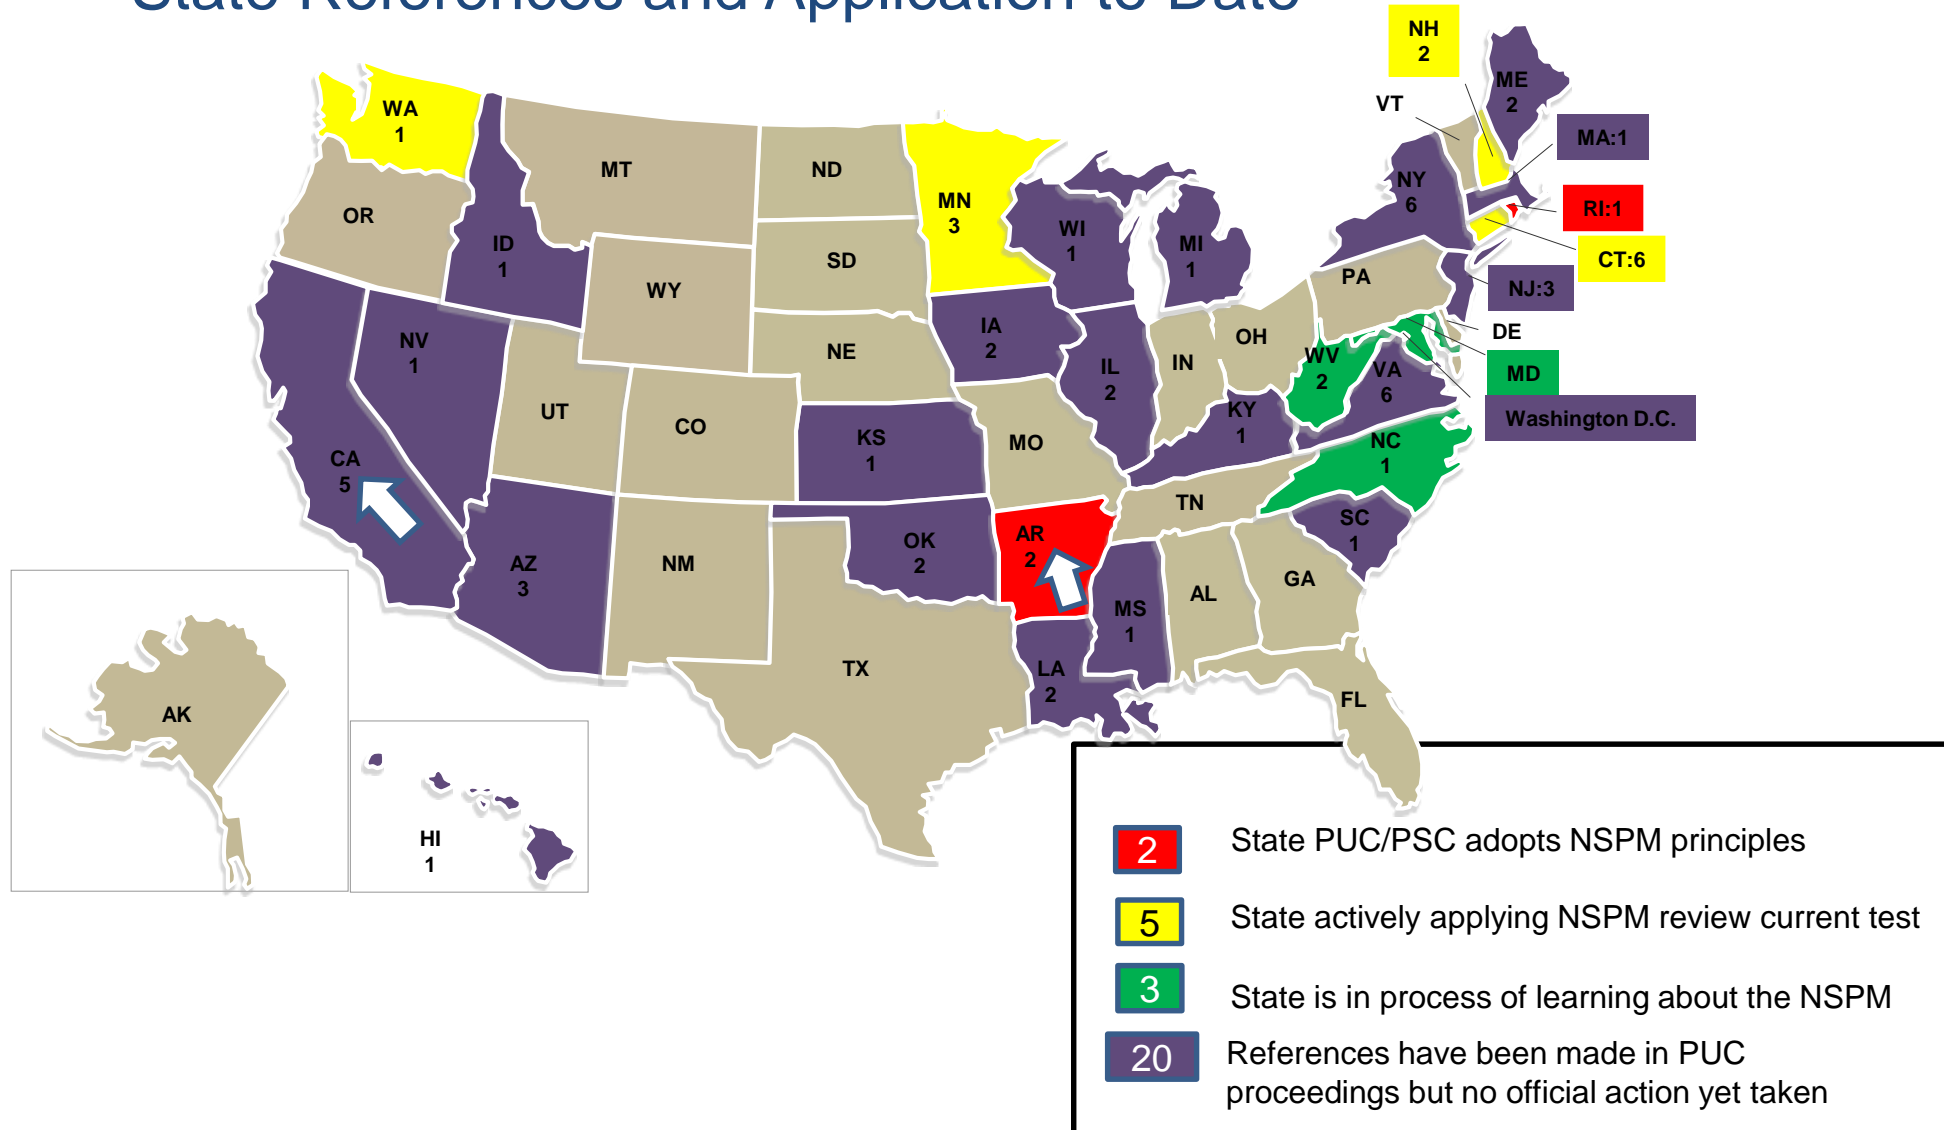 State References and Application to Date
NH
2
WA
1
ME
2
VT
MA:1
MT
ND
NY
6
MN
3
RI:1
OR
ID
1
WI
1
MI
1
CT:6
SD
PA
NJ:3
WY
NV
1
IA
2
DE
NE
OH
WV
2
IN
IL
2
VA
6
MD
UT
CO
KS
1
KY
1
Washington D.C.
MO
NC
1
CA
5
TN
SC
1
AZ
3
NM
OK
2
AR
2
AL
GA
MS
1
TX
LA
2
FL
AK
HI
1
2 State PUC/PSC adopts NSPM principles
5 State actively applying NSPM review current test
3 State is in process of learning about the NSPM
20 References have been made in PUC
proceedings but no official action yet taken